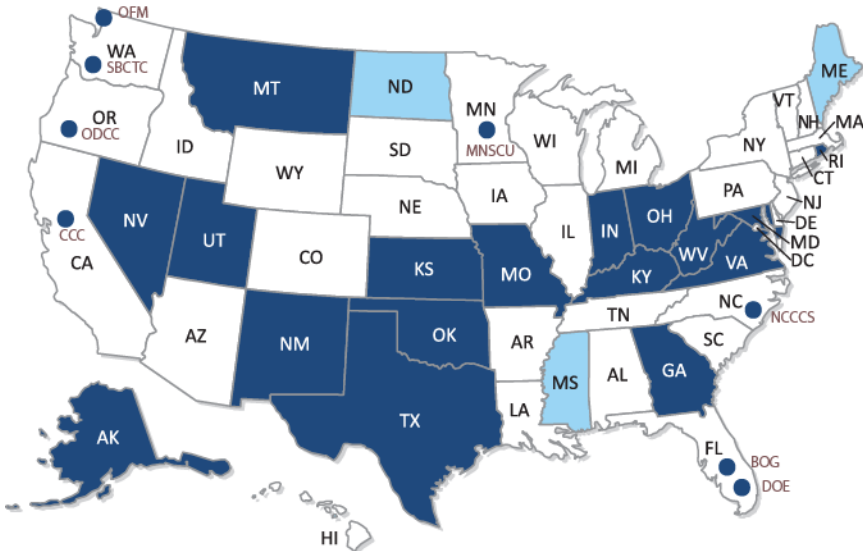 OFM
WA
SBCTC
OR
ODCC
ID
MT
ND
MN
MNSCU
WI
MI
VT
ME
NH
MA
NY
RI
CT
SD
WY
NE
IA
PA
NJ
DE
MD
DC
NV
UT
CCC
CA
CO
KS
MO
IL
IN
OH
WV
VA
KY
NC
NCCCS
TN
SC
AZ
NM
OK
AR
MS
AL
GA
LA
TX
AK
HI
FL
BOG
DOE